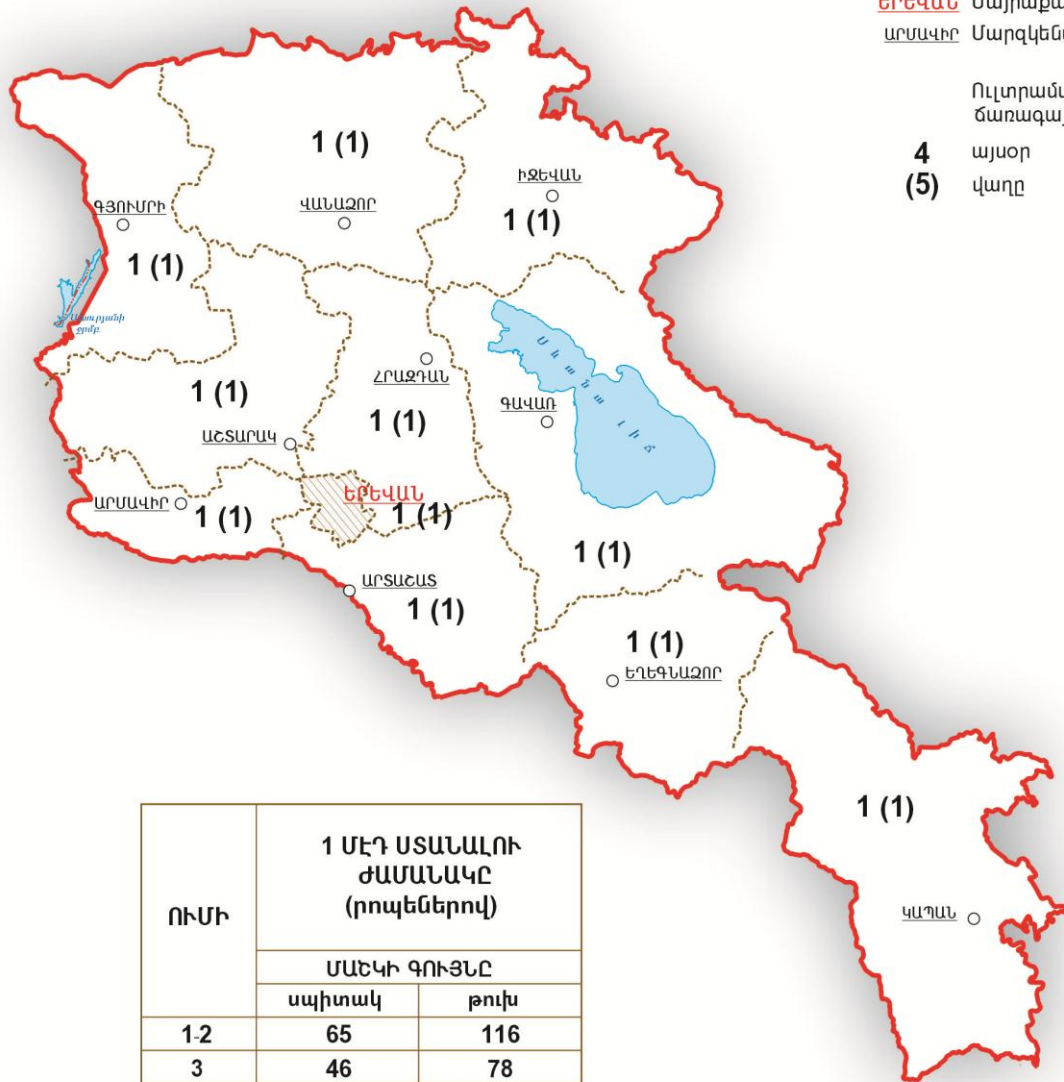 ԵՐԵՎԱՆ
ԱՐՄԱՎԻՐ
4 այսօր
(5) վաղը
1 (1)
ԻՋԵՎԱՆ
ՎԱՆԱՁՈՐ
ԳՅՈՒՄՐԻ
1 (1)
1 (1)
Սևանա լիճ
ՀՐԱԶԴԱՆ
1 (1)
ԳԱՎԱՌ
1 (1)
ԱՇՏԱՐԱԿ
ԵՐԵՎԱՆ
ԱՐՄԱՎԻՐ
1 (1)
1 (1)
1 (1)
ԱՐՏԱՇԱՏ
1 (1)
1 (1)
ԵՂԵԳՆԱՁՈՐ
1 (1)
ԿԱՊԱՆ
ՈՒՄԻ
1 ՄԷԴ ՍՏԱՆԱԼՈՒ
ԺԱՄԱՆԱԿԸ
(րոպեներով)
ՄԱՇԿԻ ԳՈՒՅՆԸ
սպիտակ թուխ
1-2 65 116
3 46 78